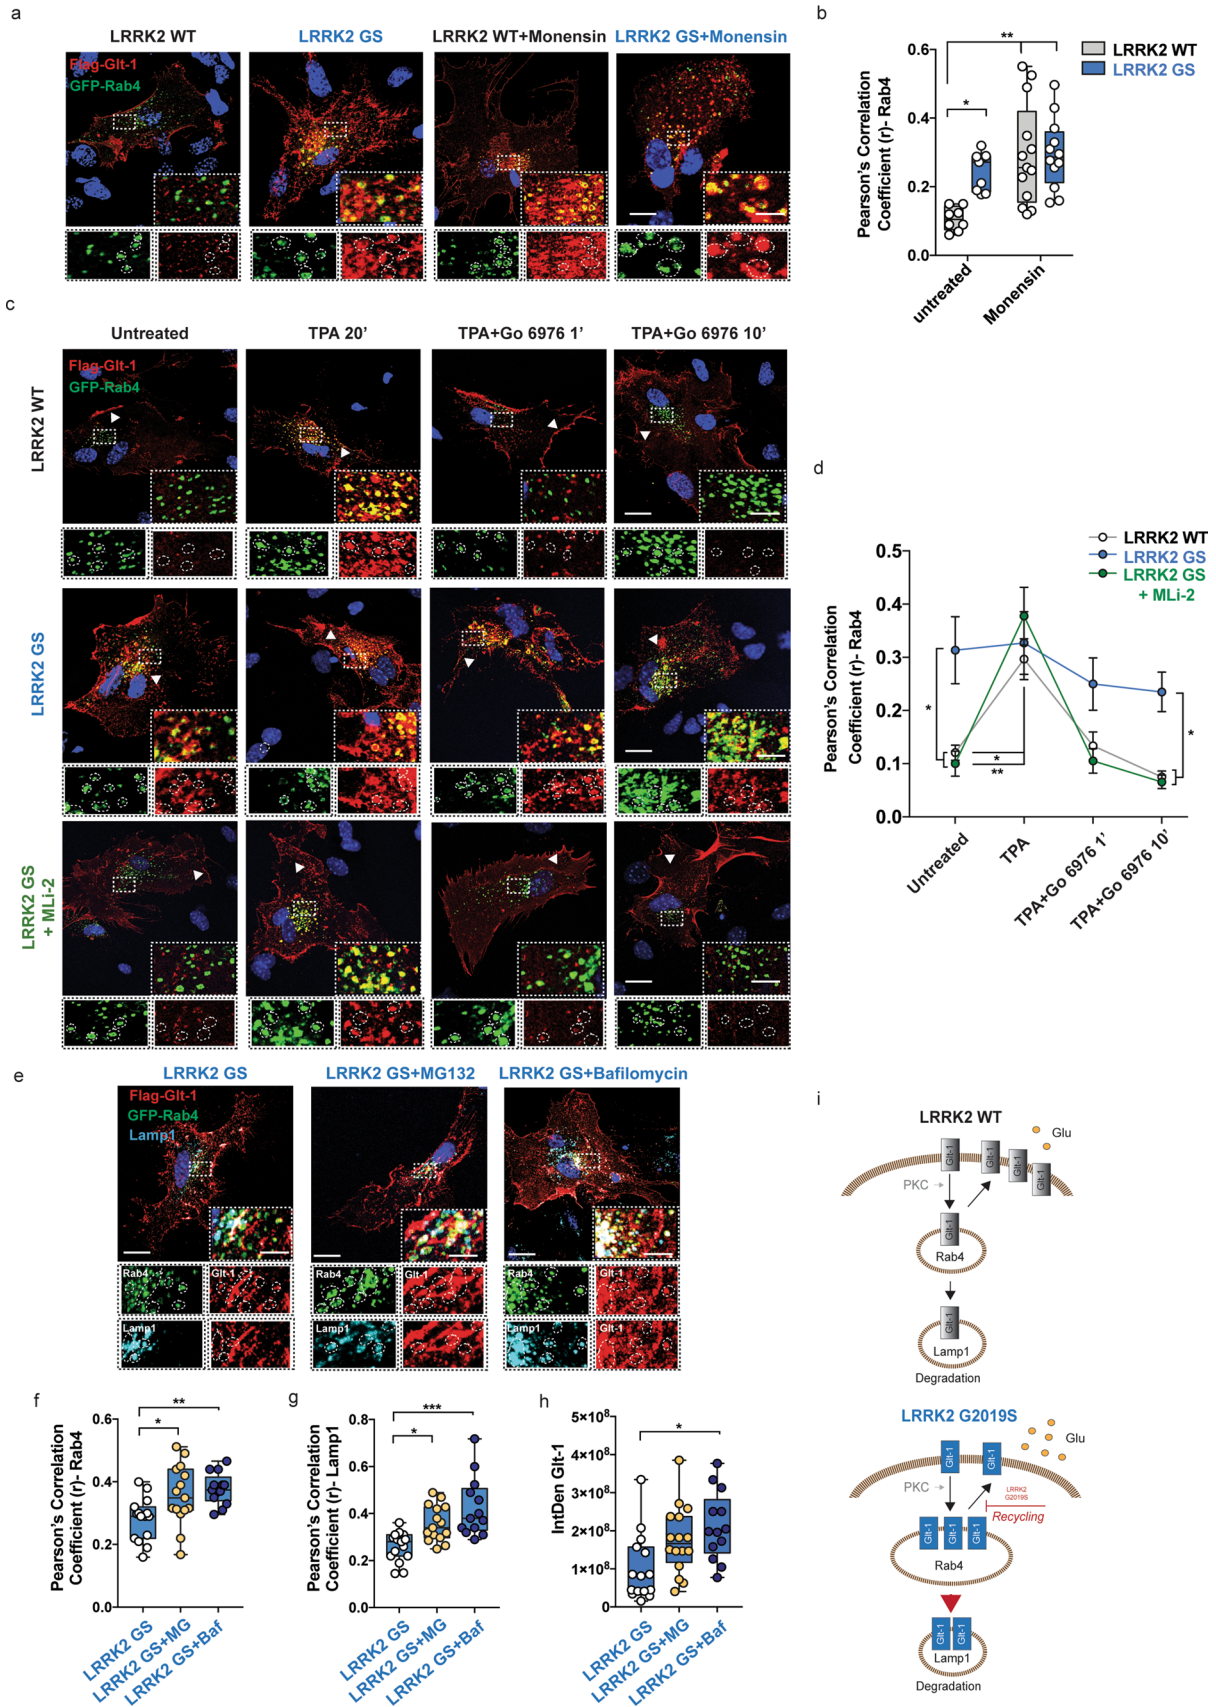 a
LRRK2 WT
LRRK2 GS
LRRK2 WT+Monensin
LRRK2 GS+Monensin
Flag-Glt-1
GFP-Rab4
b
Pearson's Correlation
Coefficient (r)- Rab4
0.6
0.4
0.2
0.0
**
*
untreated
Monensin
LRRK2 WT
LRRK2 GS
c
Untreated
TPA 20'
TPA+Go 6976 1'
TPA+Go 6976 10'
LRRK2 WT
Flag-Glt-1
GFP-Rab4
LRRK2 GS
LRRK2 GS
+ MLi-2
d
LRRK2 WT
LRRK2 GS
LRRK2 GS
+ MLi-2
Pearson's Correlation
Coefficient (r)- Rab4
0.5
0.4
0.3
0.2
0.1
0.0
*
*
**
*
Untreated
TPA
TPA+Go 6976 1'
TPA+Go 6976 10'
e
LRRK2 GS
LRRK2 GS+MG132
LRRK2 GS+Bafilomycin
Flag-Glt-1
GFP-Rab4
Lamp1
Rab4
Glt-1
Rab4
Glt-1
Rab4
Glt-1
Lamp1
Glt-1
Lamp1
Glt-1
Lamp1
Glt-1
f
Pearson's Correlation
Coefficient (r)- Rab4
0.6
0.4
0.2
0.0
**
*
LRRK2 GS
LRRK2 GS+MG
LRRK2 GS+Baf
g
Pearson's Correlation
Coefficient (r)- Lamp1
0.8
0.6
0.4
0.2
0.0
***
*
LRRK2 GS
LRRK2 GS+MG
LRRK2 GS+Baf
h
IntDen Glt-1
5×10⁸
4×10⁸
3×10⁸
2×10⁸
1×10⁸
0
*
LRRK2 GS
LRRK2 GS+MG
LRRK2 GS+Baf
i
LRRK2 WT
Glu
Glt-1
Glt-1
Glt-1
Glt-1
PKC
Glt-1
Rab4
Glt-1
Lamp1
Degradation
LRRK2 G2019S
Glu
Glt-1
Glt-1
PKC
LRRK2
G2019S
Recycling
Glt-1
Glt-1
Glt-1
Rab4
Glt-1
Glt-1
Lamp1
Degradation